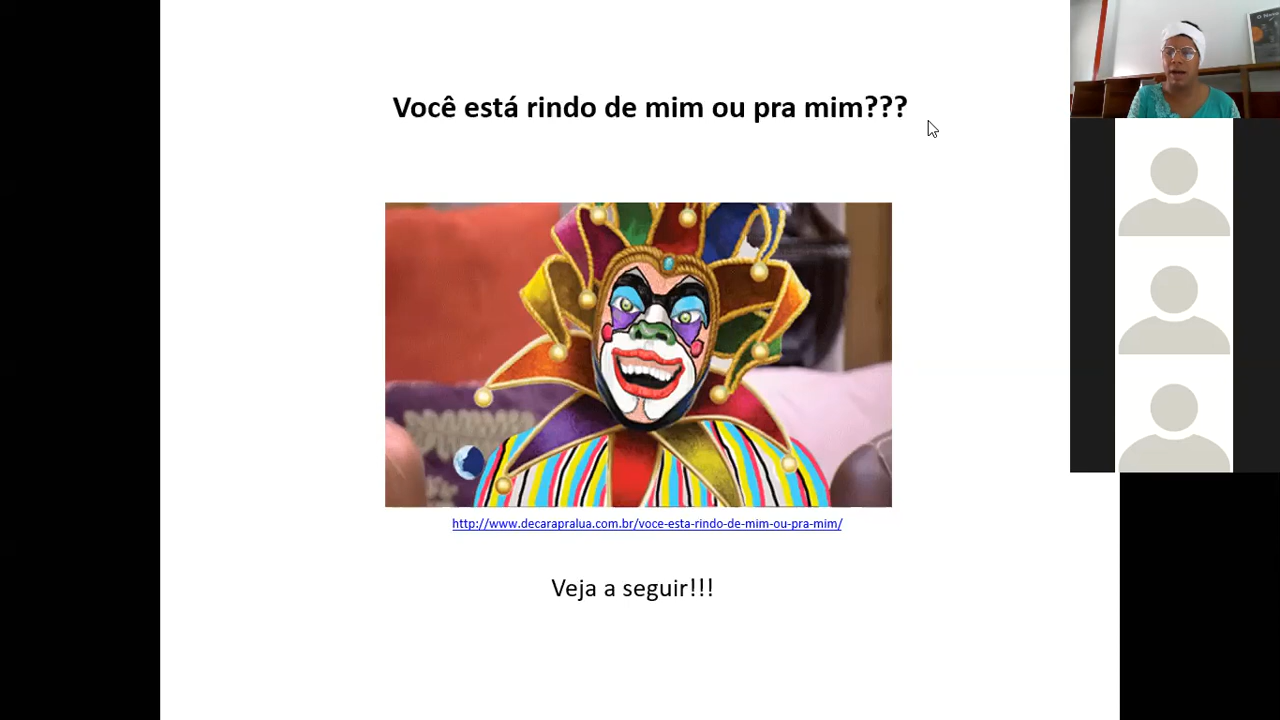 Você está rindo de mim ou pra mim???
http://www.decarapralua.com.br/voce-esta-rindo-de-mim-ou-pra-mim/
Veja a seguir!!!